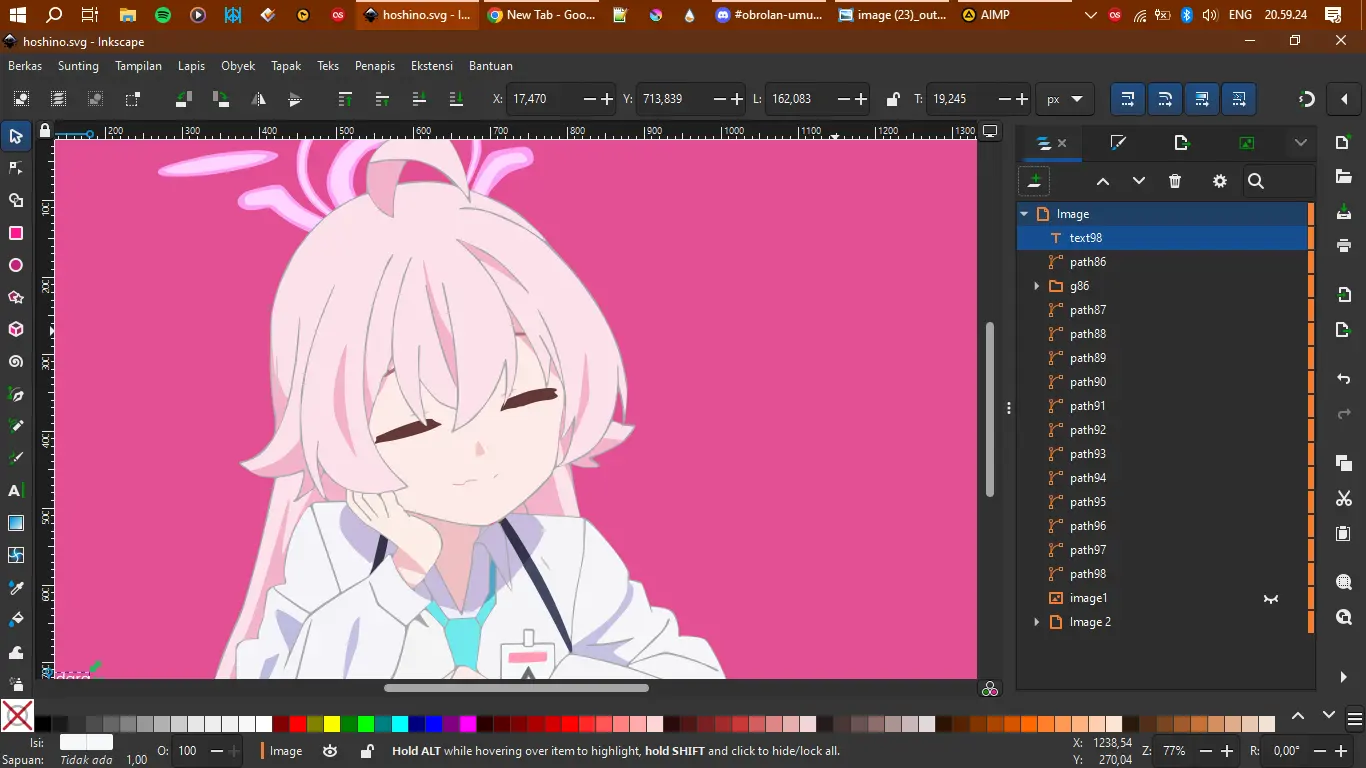 hoshino.svg - I...
New Tab - Goo...
#obrolan-umu...
image (23)_out...
AIMP
ENG
20.59.24
hoshino.svg - Inkscape
Berkas Sunting Tampilan Lapis Obyek Tapak Teks Penapis Ekstensi Bantuan
X: 17,470 Y: 713,839 L: 162,083 T: 19,245 px
200 300 400 500 600 700 800 900 1000 1100 1200 1300
Image
text98
path86
g86
path87
path88
path89
path90
path91
path92
path93
path94
path95
path96
path97
path98
image1
Image 2
Isi:
Sapuan: Tidak ada 1,00
O: 100
Image
Hold ALT while hovering over item to highlight, hold SHIFT and click to hide/lock all.
X: 1238,54
Y: 270,04
Z: 77%
R: 0,00°